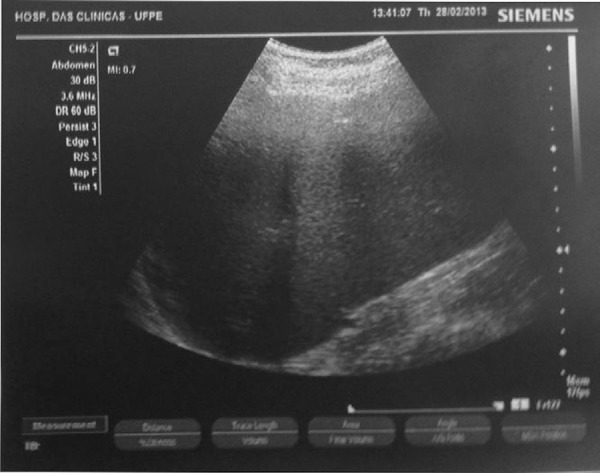 HOSP. DAS CLINICAS - UFPE
13:41:07 Th 28/02/2013 SIEMENS
CH5-2
Abdomen
30 dB
3.6 MHz
DR 60 dB
Persist 3
Edge 1
R/S 3
Map F
Tint 1
MI: 0.7
Mem
17fps
Measurement
Distance
Trace Length
Volume
Area
Flow Volume
Angle